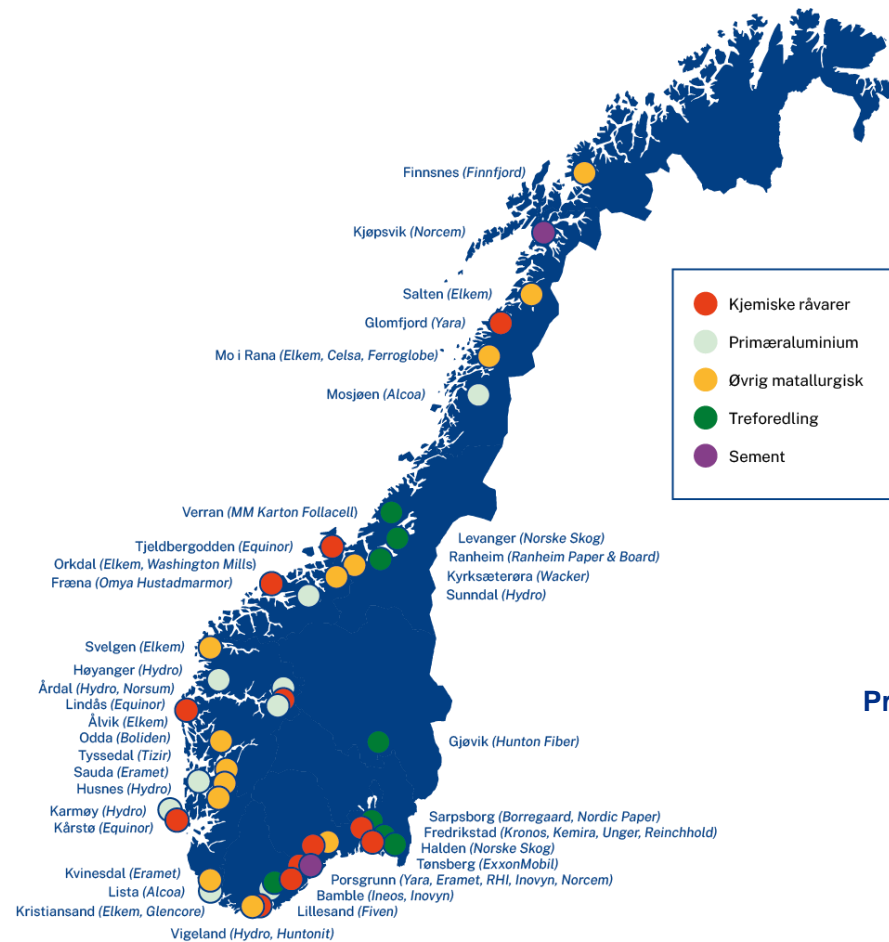 Finnsnes (Finnfjord)
Kjøpsvik (Norcem)
Salten (Elkem)
Glomfjord (Yara)
Mo i Rana (Elkem, Celsa, Ferroglobe)
Mosjøen (Alcoa)
Kjemiske råvarer
Primæraluminium
Øvrig matallurgisk
Treforedling
Sement
Verran (MM Karton Follacell)
Tjeldbergodden (Equinor)
Orkdal (Elkem, Washington Mills)
Fræna (Omya Hustadmarmor)
Levanger (Norske Skog)
Ranheim (Ranheim Paper & Board)
Kyrksæterøra (Wacker)
Sunndal (Hydro)
Svelgen (Elkem)
Høyanger (Hydro)
Årdal (Hydro, Norsum)
Lindås (Equinor)
Ålvik (Elkem)
Odda (Boliden)
Tyssedal (Tizir)
Sauda (Eramet)
Husnes (Hydro)
Karmøy (Hydro)
Kårstø (Equinor)
Pr
Gjøvik (Hunton Fiber)
Sarpsborg (Borregaard, Nordic Paper)
Fredrikstad (Kronos, Kemira, Unger, Reinchhold)
Halden (Norske Skog)
Tønsberg (ExxonMobil)
Porsgrunn (Yara, Eramet, RHI, Inovyn, Norcem)
Bamble (Ineos, Inovyn)
Lillesand (Fiven)
Kvinesdal (Eramet)
Lista (Alcoa)
Kristiansand (Elkem, Glencore)
Vigeland (Hydro, Huntonit)